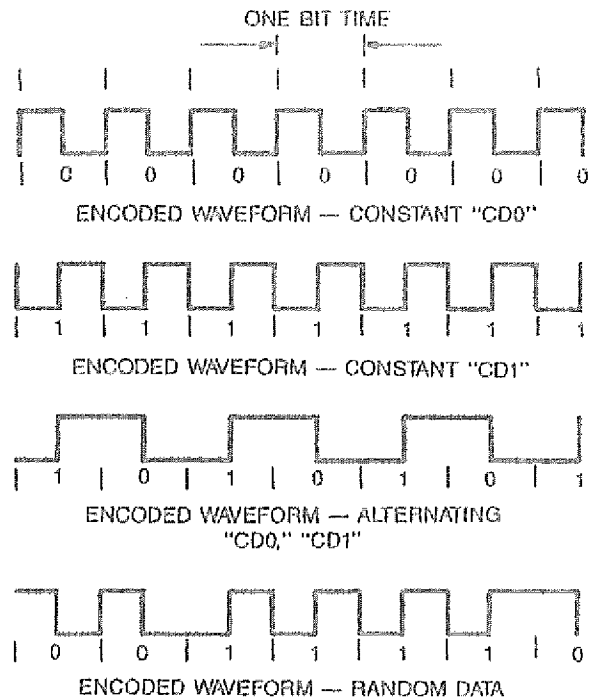 ONE BIT TIME
0 0 0 0 0 0 0
ENCODED WAVEFORM — CONSTANT "CD0"
1 1 1 1 1 1 1
ENCODED WAVEFORM — CONSTANT "CD1"
1 0 1 0 1 0 1
ENCODED WAVEFORM — ALTERNATING
"CD0," "CD1"
0 0 1 1 1 1 0
ENCODED WAVEFORM — RANDOM DATA